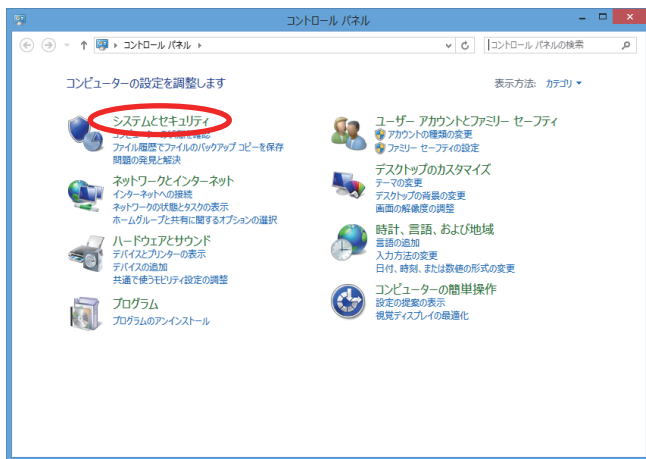 コントロール パネル
コントロール パネル
コントロール パネルの検索
コンピューターの設定を調整します
表示方法: カテゴリ
システムとセキュリティ
コンピューターの状態を確認
ファイル履歴でファイルのバックアップ コピーを保存
問題の発見と解決
ネットワークとインターネット
インターネットへの接続
ネットワークの状態とタスクの表示
ホームグループと共有に関するオプションの選択
ハードウェアとサウンド
デバイスとプリンターの表示
デバイスの追加
共通で使うモビリティ設定の調整
プログラム
プログラムのアンインストール
ユーザー アカウントとファミリー セーフティ
アカウントの種類の変更
ファミリー セーフティの設定
デスクトップのカスタマイズ
テーマの変更
デスクトップの背景の変更
画面の解像度の調整
時計、言語、および地域
言語の追加
入力方法の変更
日付、時刻、または数値の形式の変更
コンピューターの簡単操作
設定の提案の表示
視覚ディスプレイの最適化